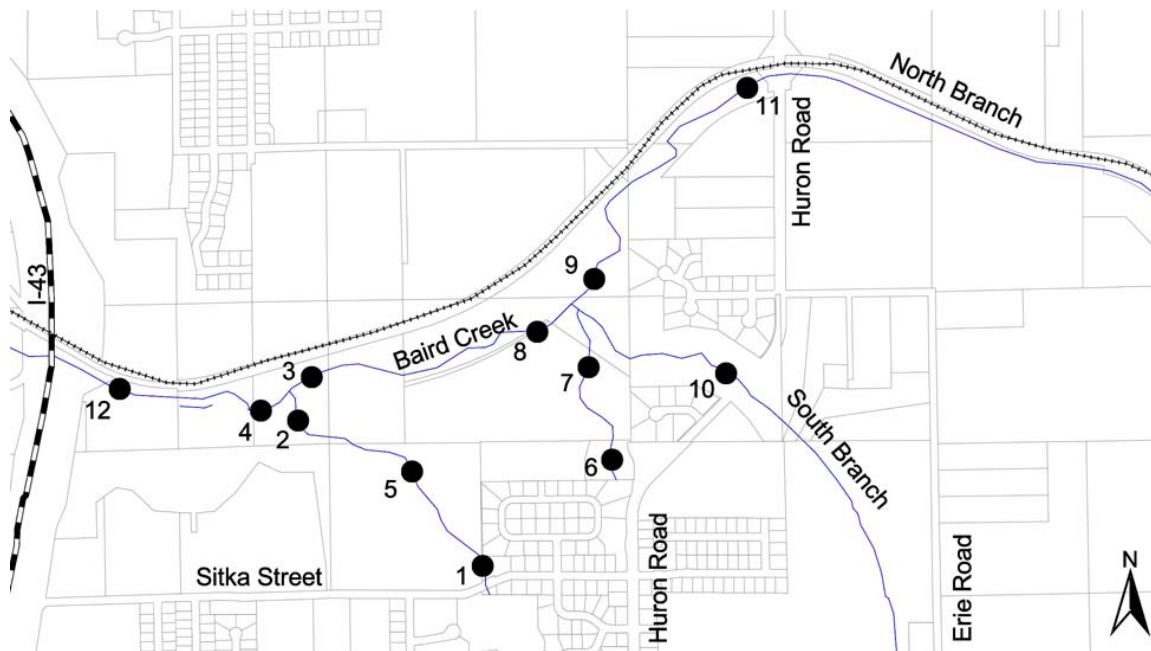 North Branch
11
Huron Road
9
I-43
Baird Creek
8
3
7
10
12
4
2
South Branch
6
5
N
1
Sitka Street
Huron Road
Erie Road